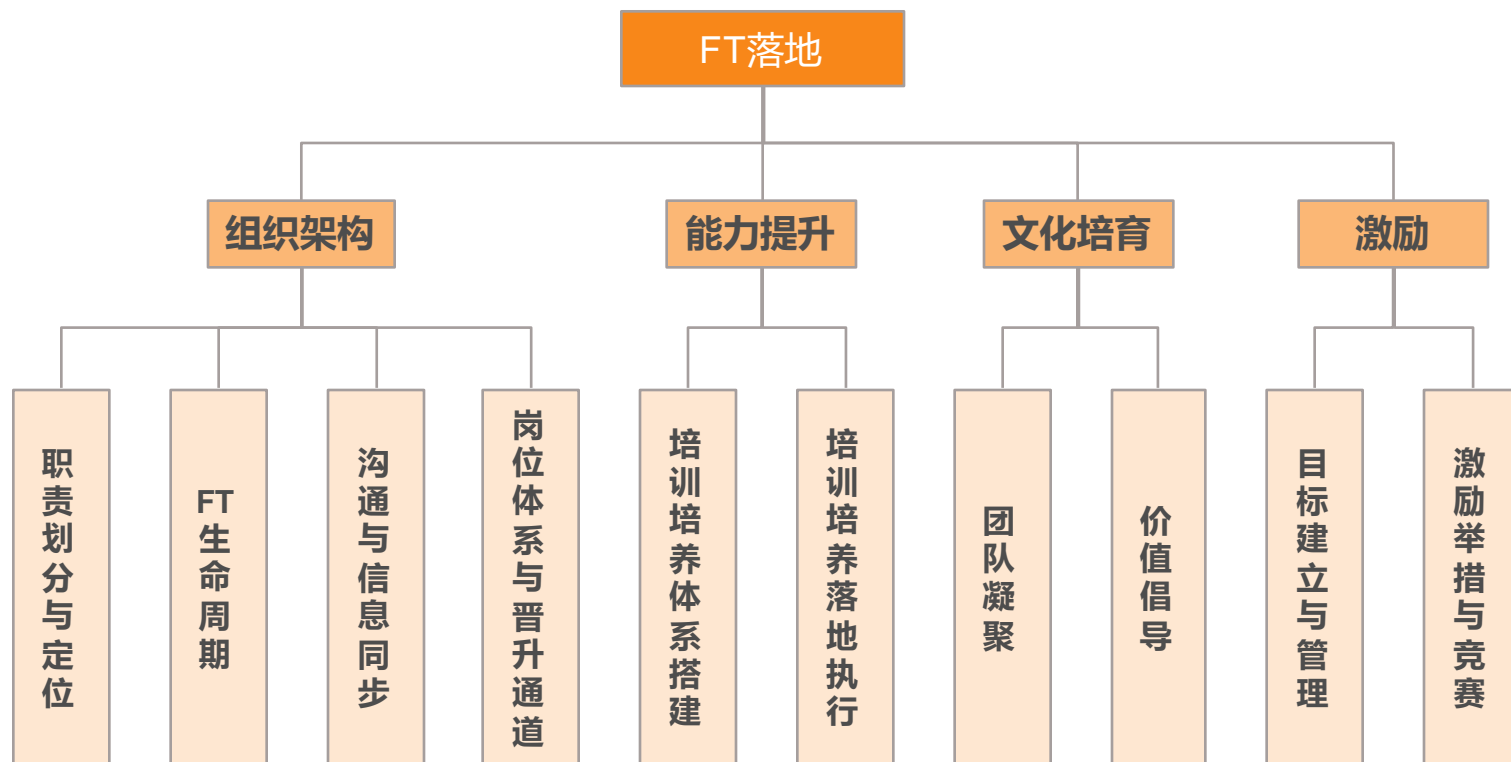 FT落地
组织架构
能力提升
文化培育
激励
职责划分与定位
FT生命周期
沟通与信息同步
岗位体系与晋升通道
培训培养体系搭建
培训培养落地执行
团队凝聚
价值倡导
目标建立与管理
激励举措与竞赛